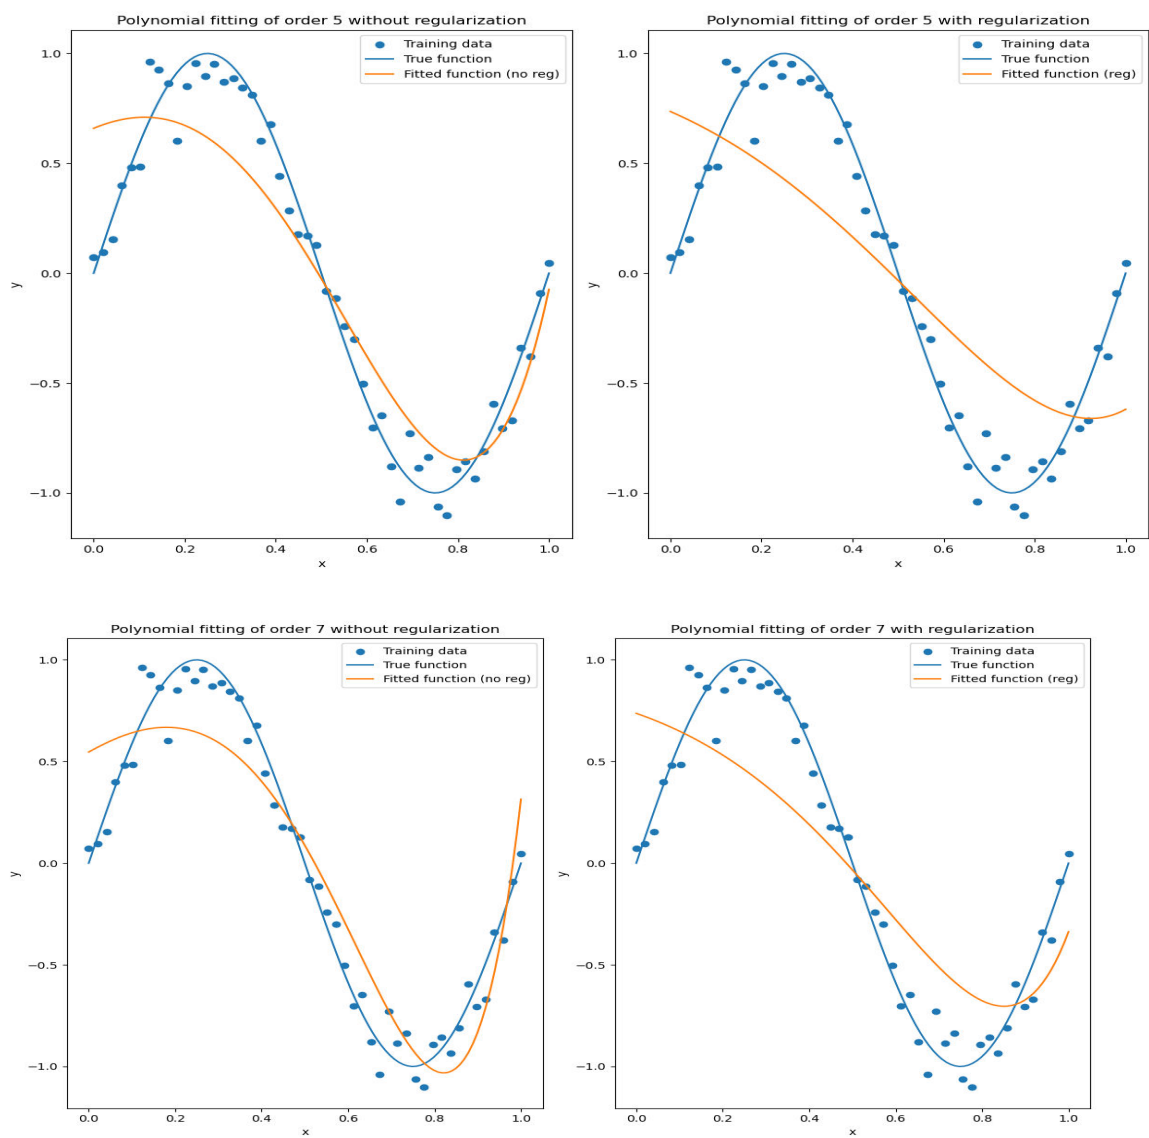 Polynomial fitting of order 5 without regularization
Training data
True function
Fitted function (no reg)
1.0
0.5
0.0
−0.5
−1.0
y
0.0 0.2 0.4 0.6 0.8 1.0
x
Polynomial fitting of order 5 with regularization
Training data
True function
Fitted function (reg)
1.0
0.5
0.0
−0.5
−1.0
y
0.0 0.2 0.4 0.6 0.8 1.0
x
Polynomial fitting of order 7 without regularization
Training data
True function
Fitted function (no reg)
1.0
0.5
0.0
−0.5
−1.0
y
0.0 0.2 0.4 0.6 0.8 1.0
x
Polynomial fitting of order 7 with regularization
Training data
True function
Fitted function (reg)
1.0
0.5
0.0
−0.5
−1.0
y
0.0 0.2 0.4 0.6 0.8 1.0
x